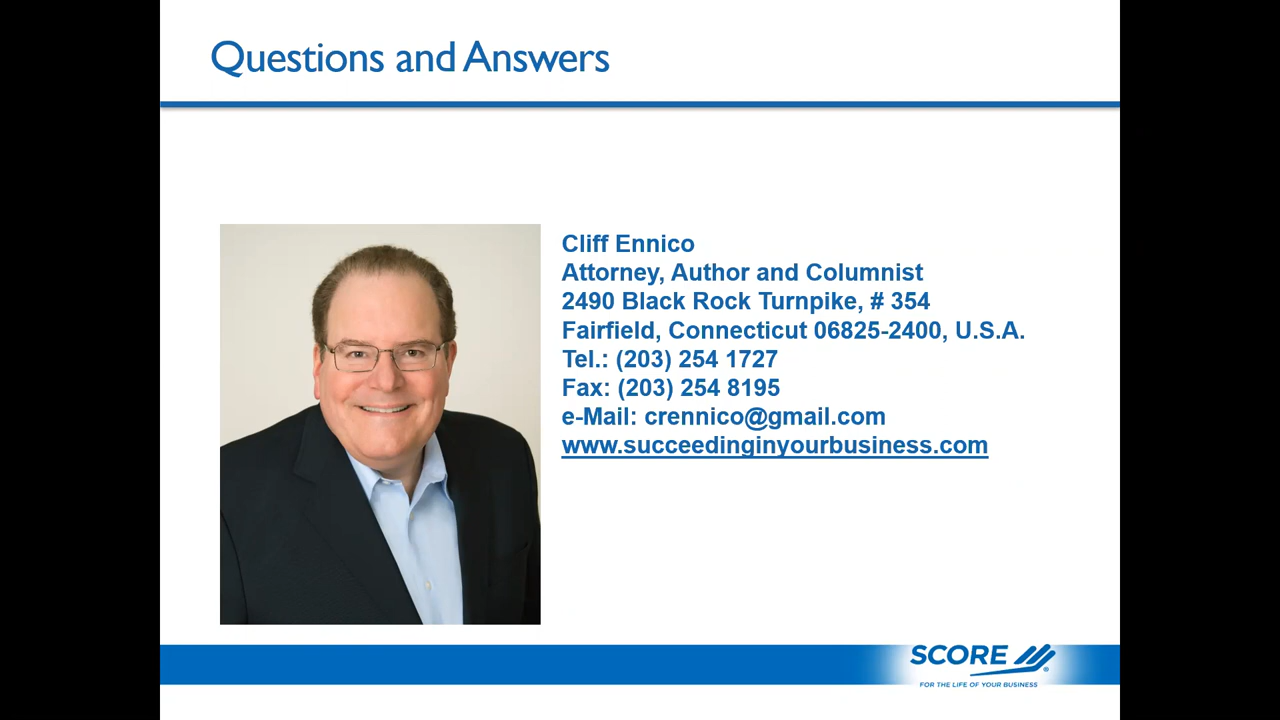 Questions and Answers
Cliff Ennico
Attorney, Author and Columnist
2490 Black Rock Turnpike, # 354
Fairfield, Connecticut 06825-2400, U.S.A.
Tel.: (203) 254 1727
Fax: (203) 254 8195
e-Mail: crennico@gmail.com
www.succeedinginyourbusiness.com
SCORE ®
FOR THE LIFE OF YOUR BUSINESS